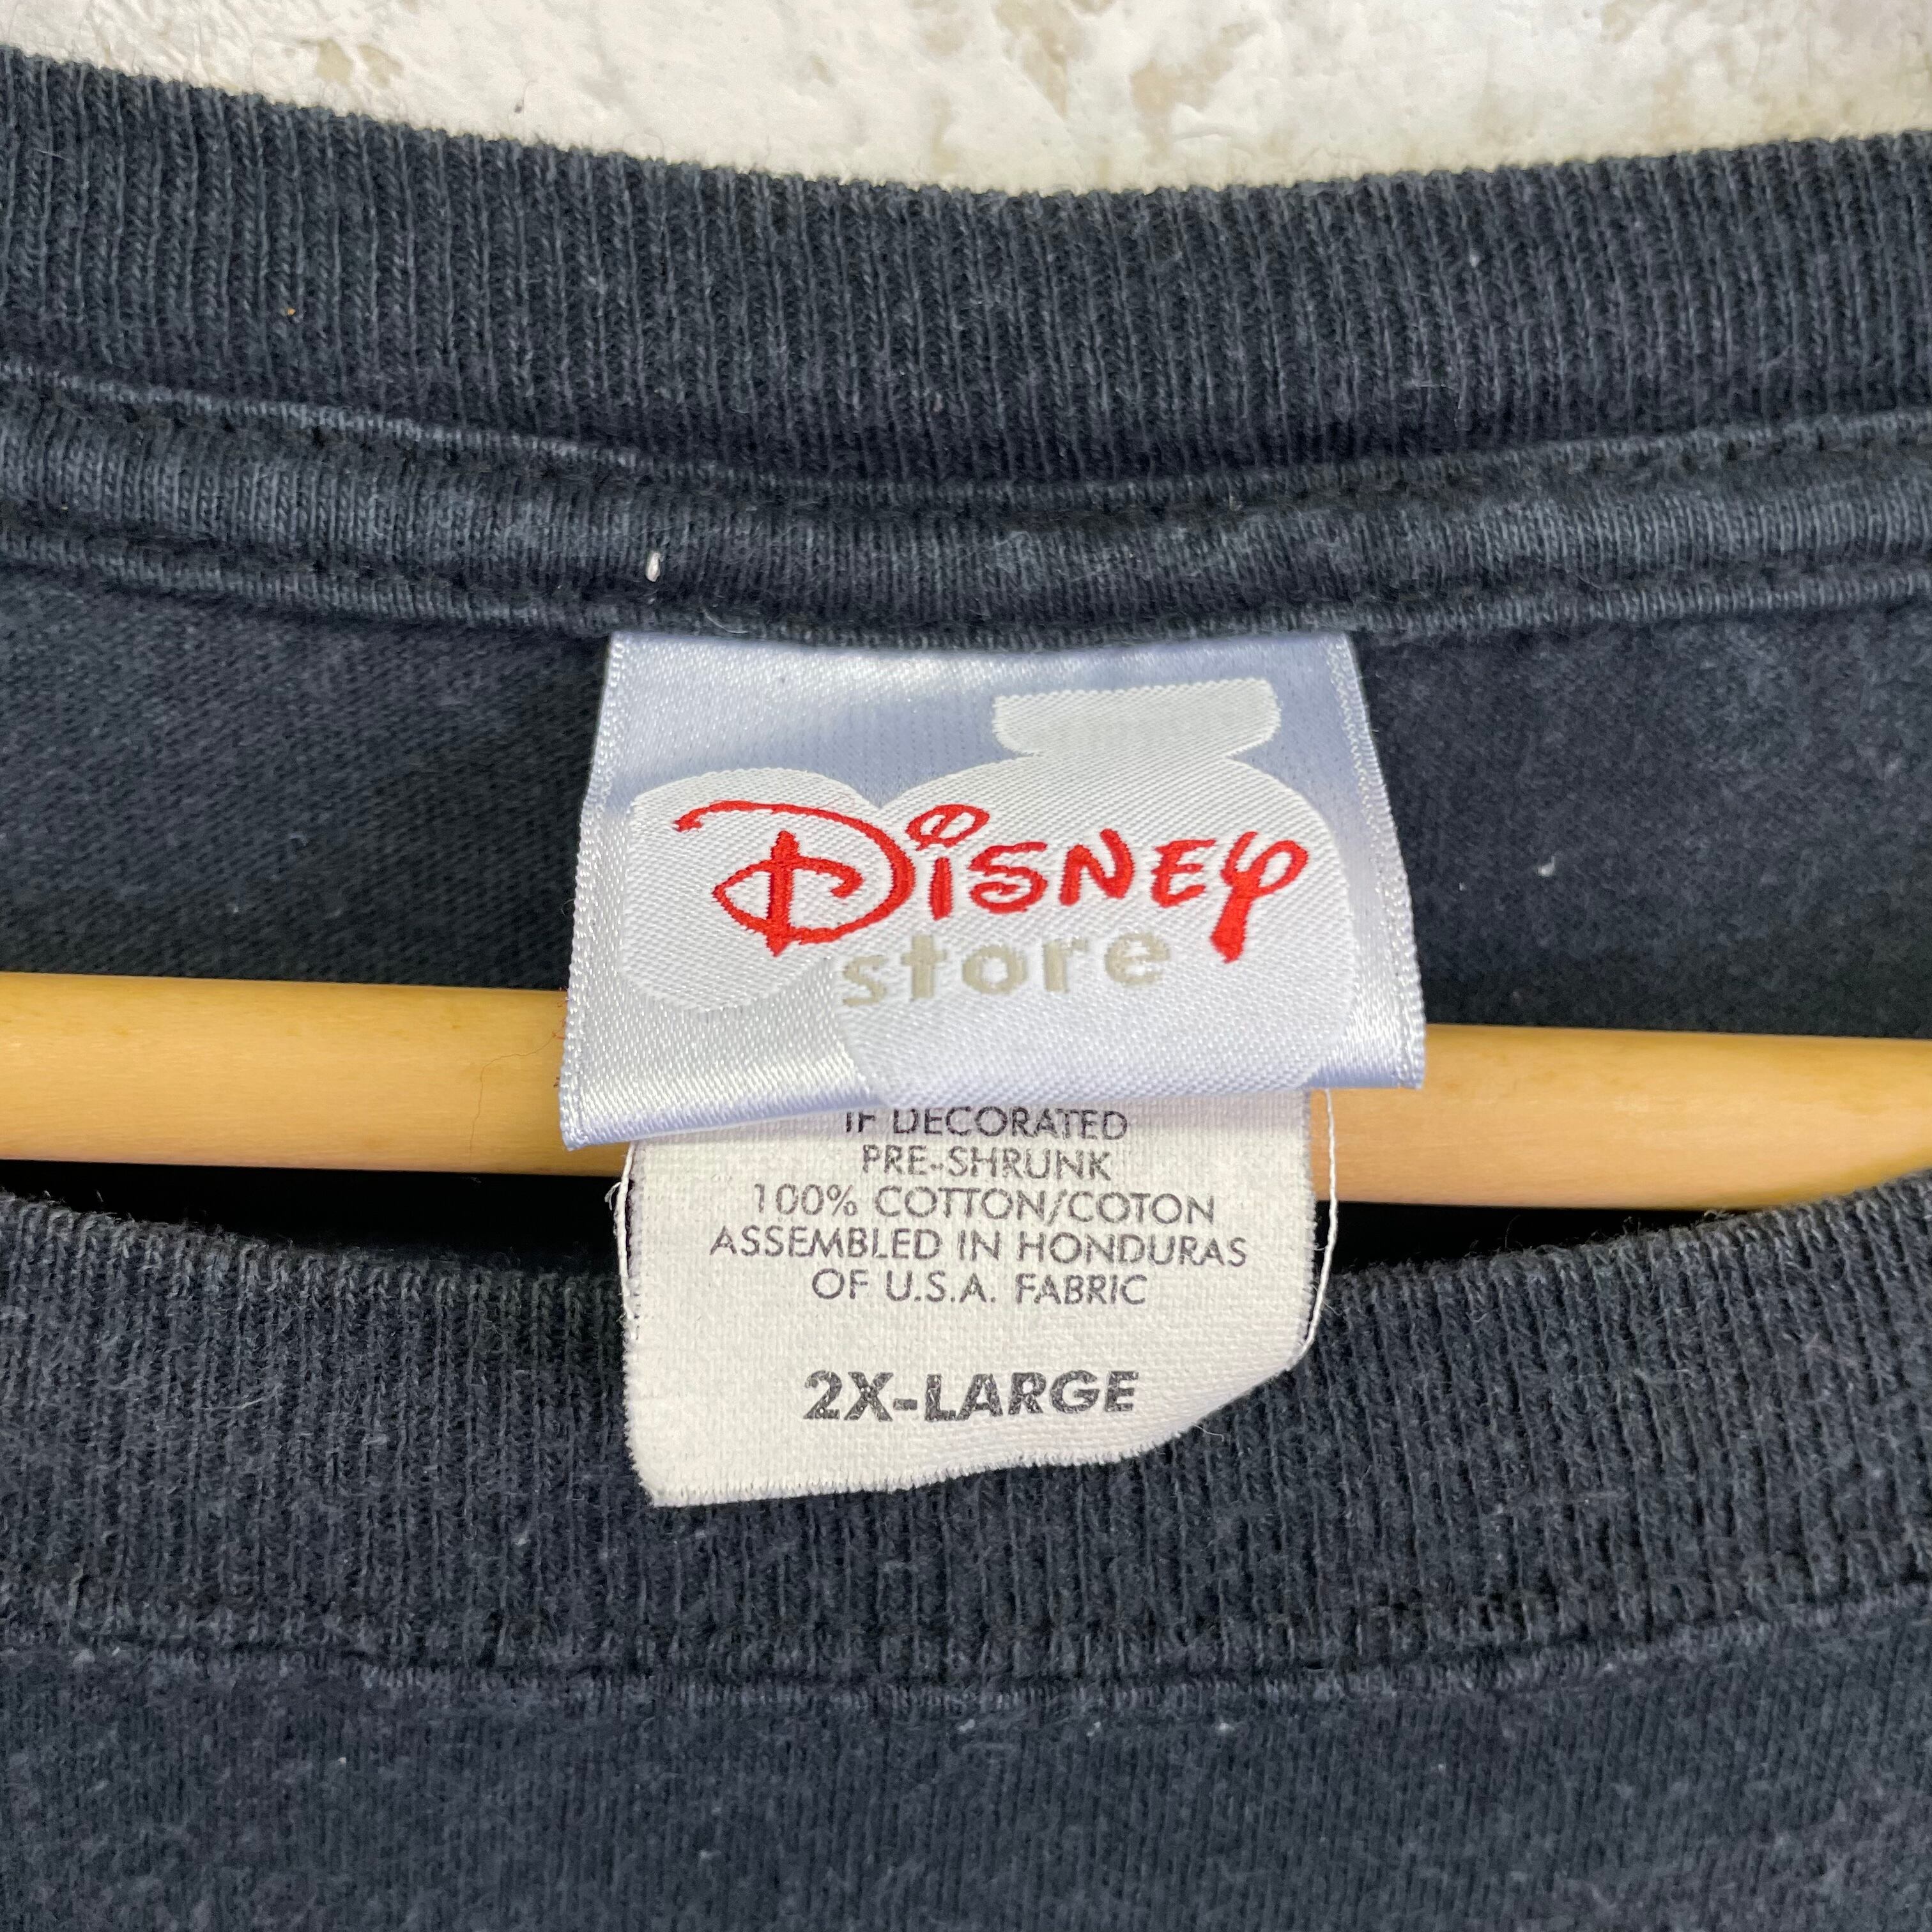 Disney
store
IF DECORATED
PRE-SHRUNK
100% COTTON/COTON
ASSEMBLED IN HONDURAS
OF U.S.A. FABRIC
2X-LARGE